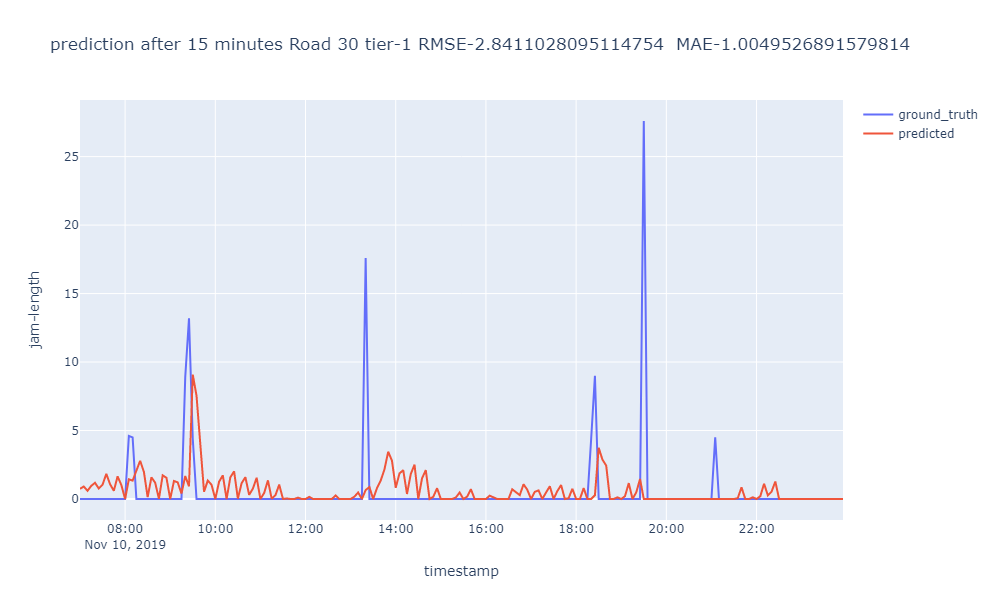 prediction after 15 minutes Road 30 tier-1 RMSE-2.8411028095114754  MAE-1.0049526891579814
ground_truth
predicted
25
20
15
10
5
0
jam-length
08:00 10:00 12:00 14:00 16:00 18:00 20:00 22:00
Nov 10, 2019
timestamp